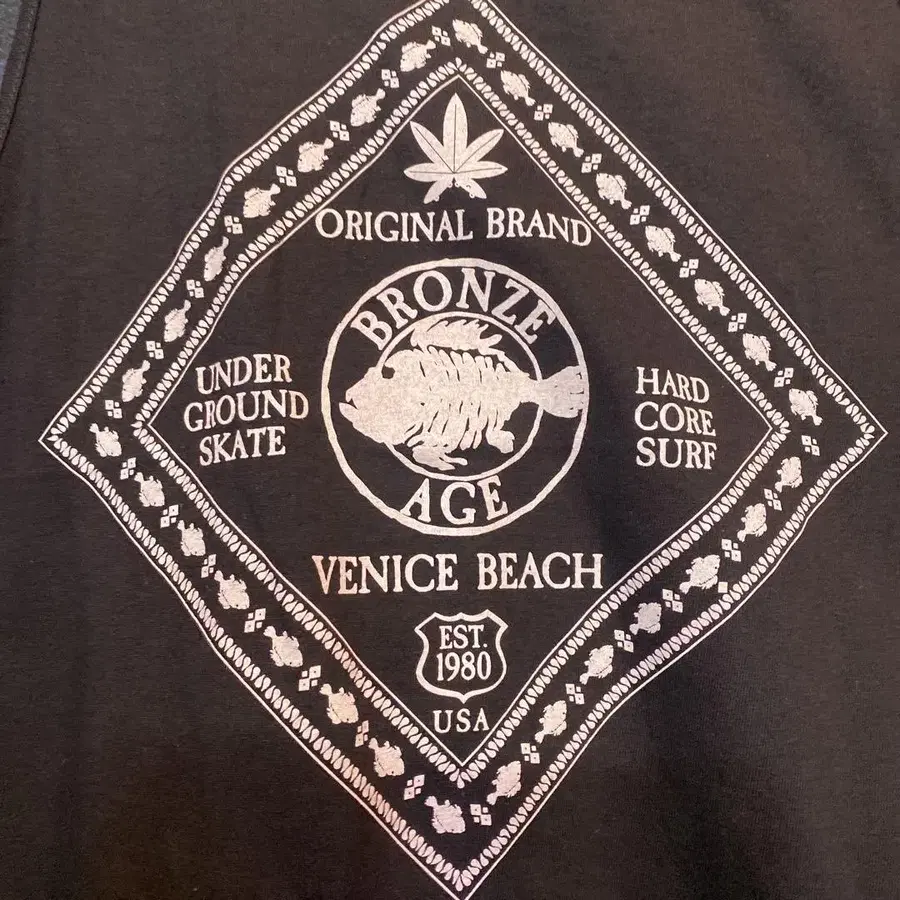 ORIGINAL BRAND
BRONZE
AGE
UNDER
GROUND
SKATE
HARD
CORE
SURF
VENICE BEACH
EST.
1980
USA